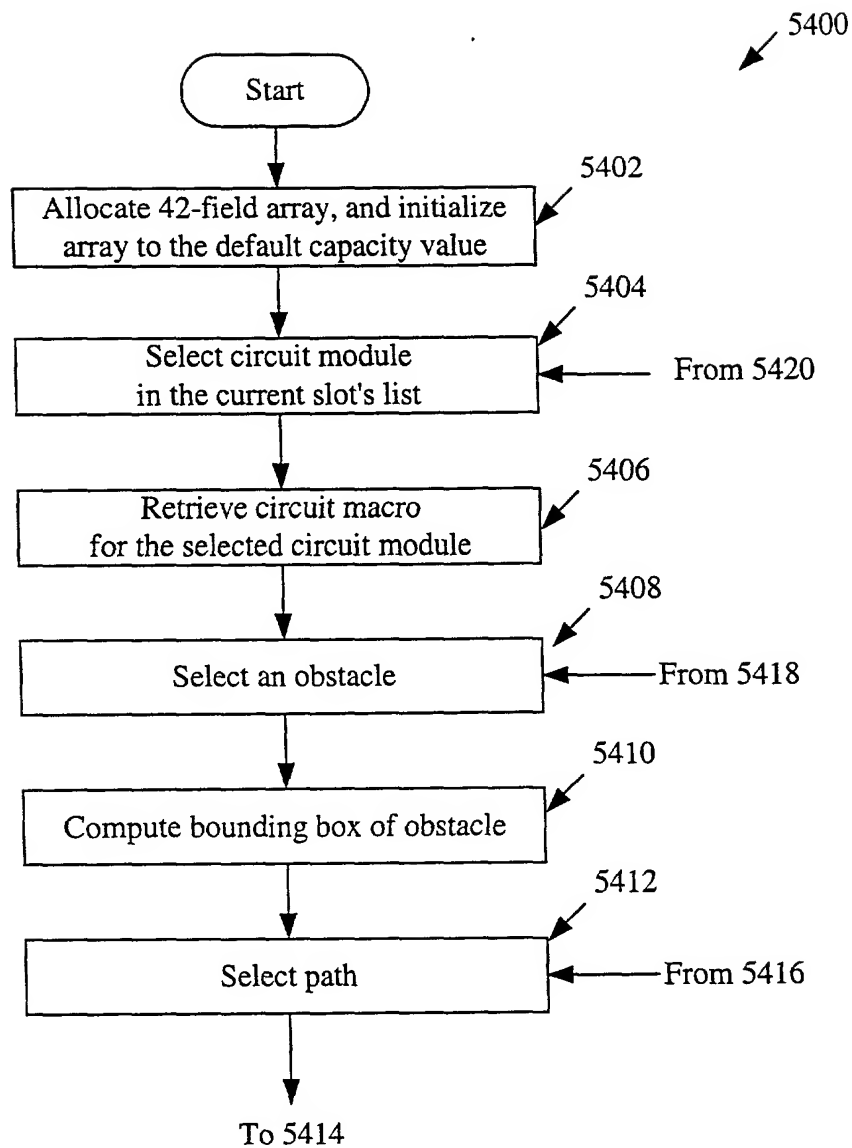 5400
Start
5402
Allocate 42-field array, and initialize
array to the default capacity value
5404
Select circuit module
in the current slot's list
From 5420
5406
Retrieve circuit macro
for the selected circuit module
5408
Select an obstacle
From 5418
5410
Compute bounding box of obstacle
5412
Select path
From 5416
To 5414